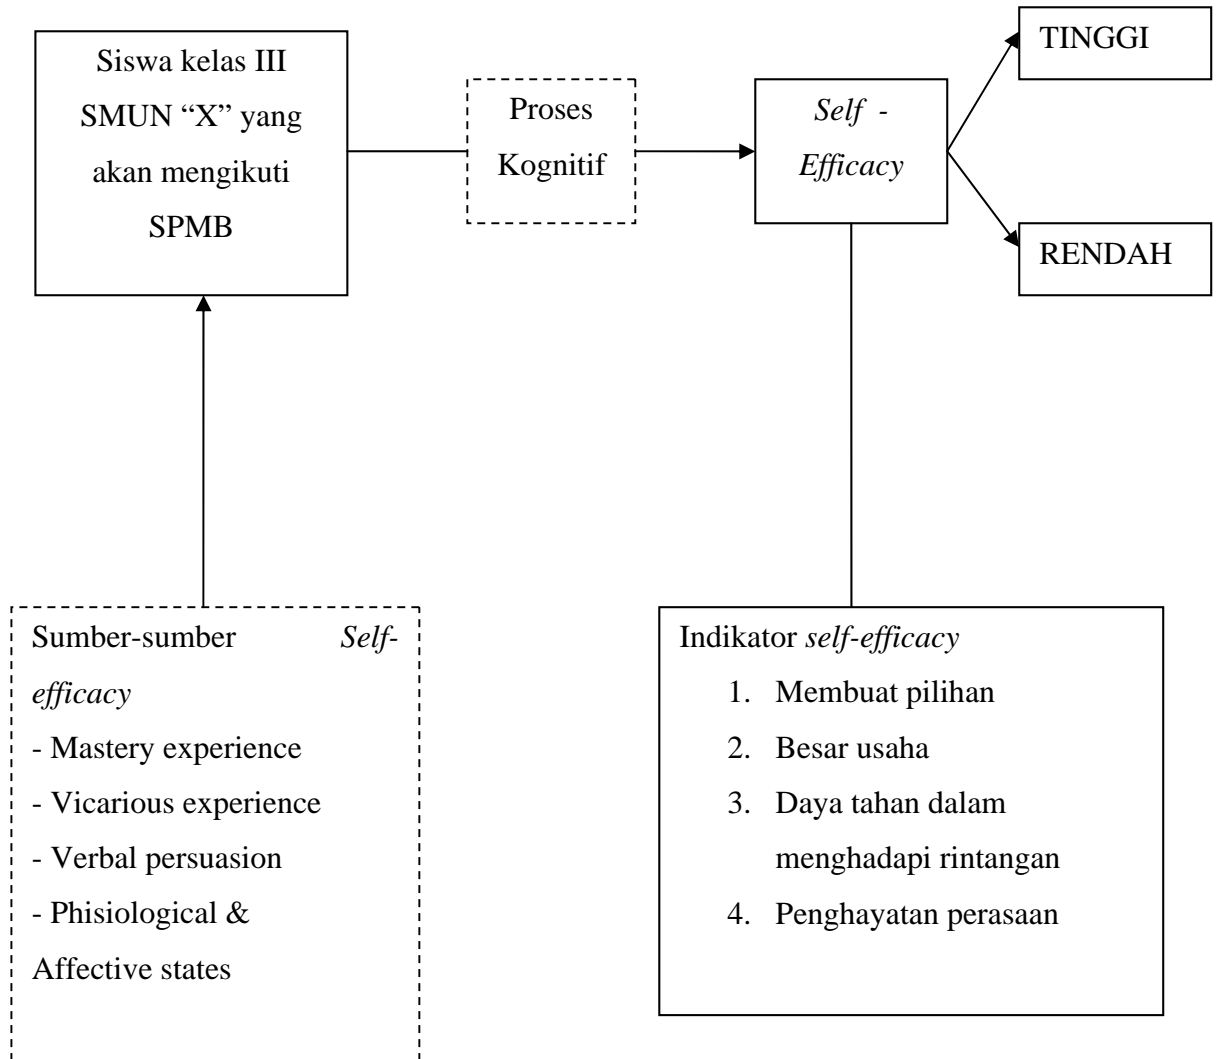 Siswa kelas III
SMUN “X” yang
akan mengikuti
SPMB
Proses
Kognitif
Self -
Efficacy
TINGGI
RENDAH
Sumber-sumber Self-
efficacy
- Mastery experience
- Vicarious experience
- Verbal persuasion
- Phisiological &
Affective states
Indikator self-efficacy
1. Membuat pilihan
2. Besar usaha
3. Daya tahan dalam
menghadapi rintangan
4. Penghayatan perasaan